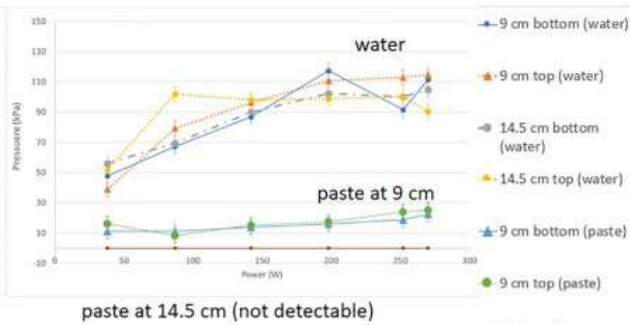 150
130
110
90
70
50
30
10
-10
Pressuere (kPa)
water
paste at 9 cm
0
50
100
150
200
250
300
Power (W)
paste at 14.5 cm (not detectable)
9 cm bottom (water)
9 cm top (water)
14.5 cm bottom
(water)
14.5 cm top (water)
9 cm bottom (paste)
9 cm top (paste)